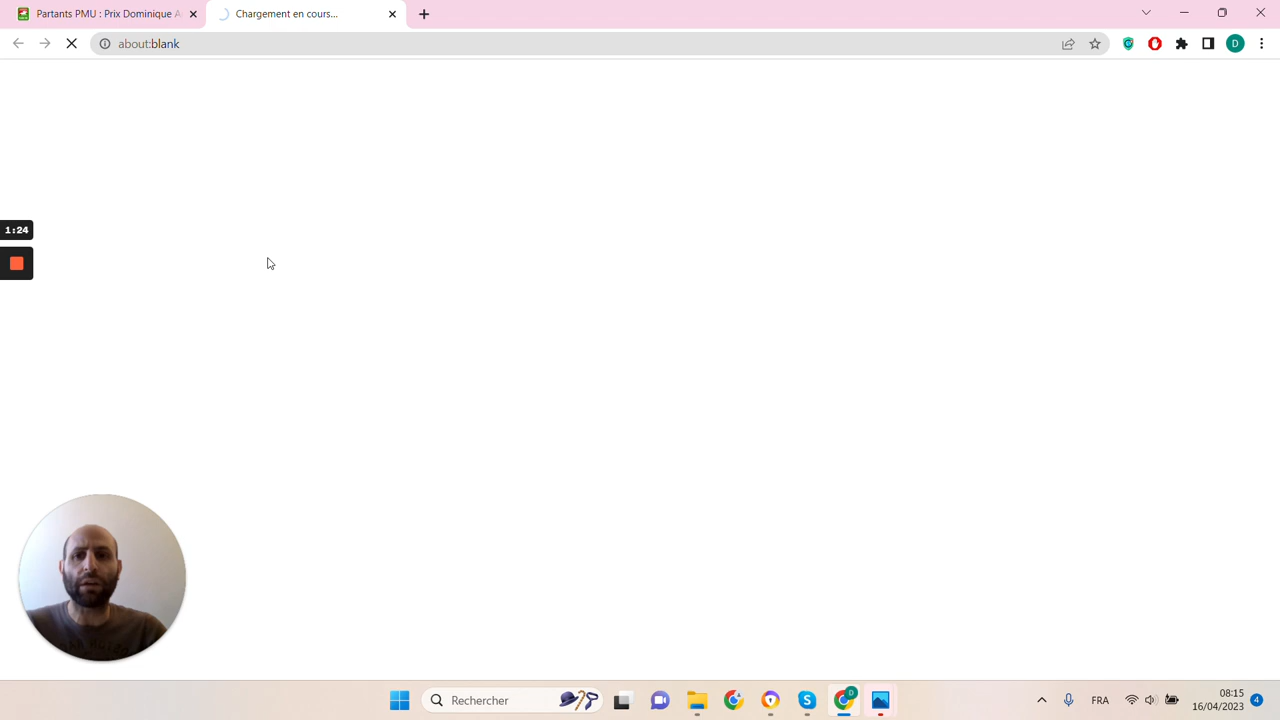 Partants PMU : Prix Dominique A
Chargement en cours...
about:blank
1:24
Rechercher
FRA
08:15
16/04/2023
4